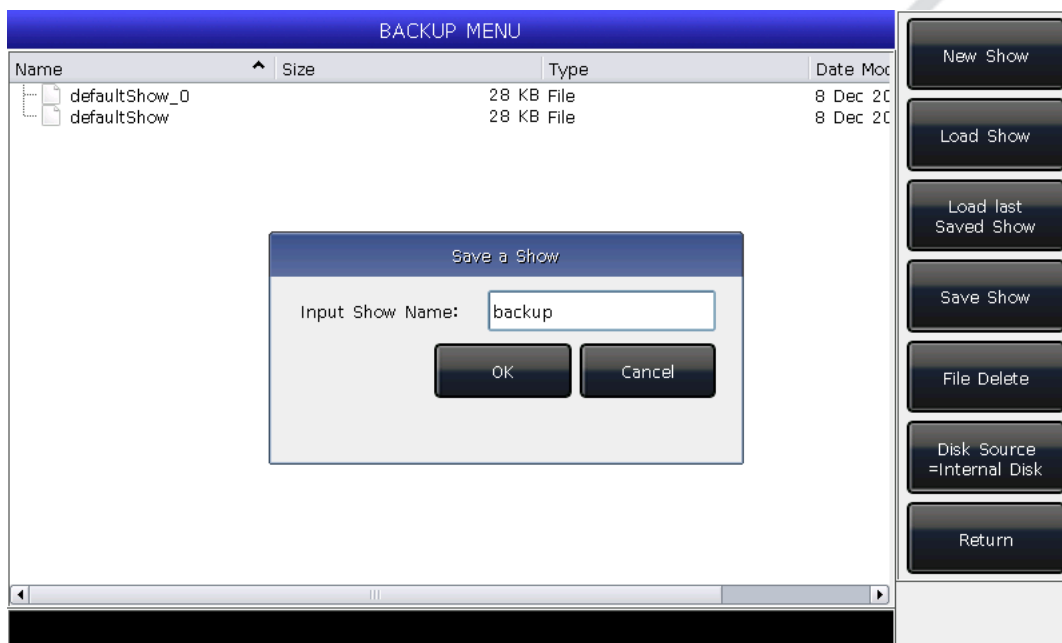 BACKUP MENU
Name Size Type Date Mod
defaultShow_0 28 KB File 8 Dec 20
defaultShow 28 KB File 8 Dec 20
Save a Show
Input Show Name: backup
OK Cancel
New Show
Load Show
Load last
Saved Show
Save Show
File Delete
Disk Source
=Internal Disk
Return